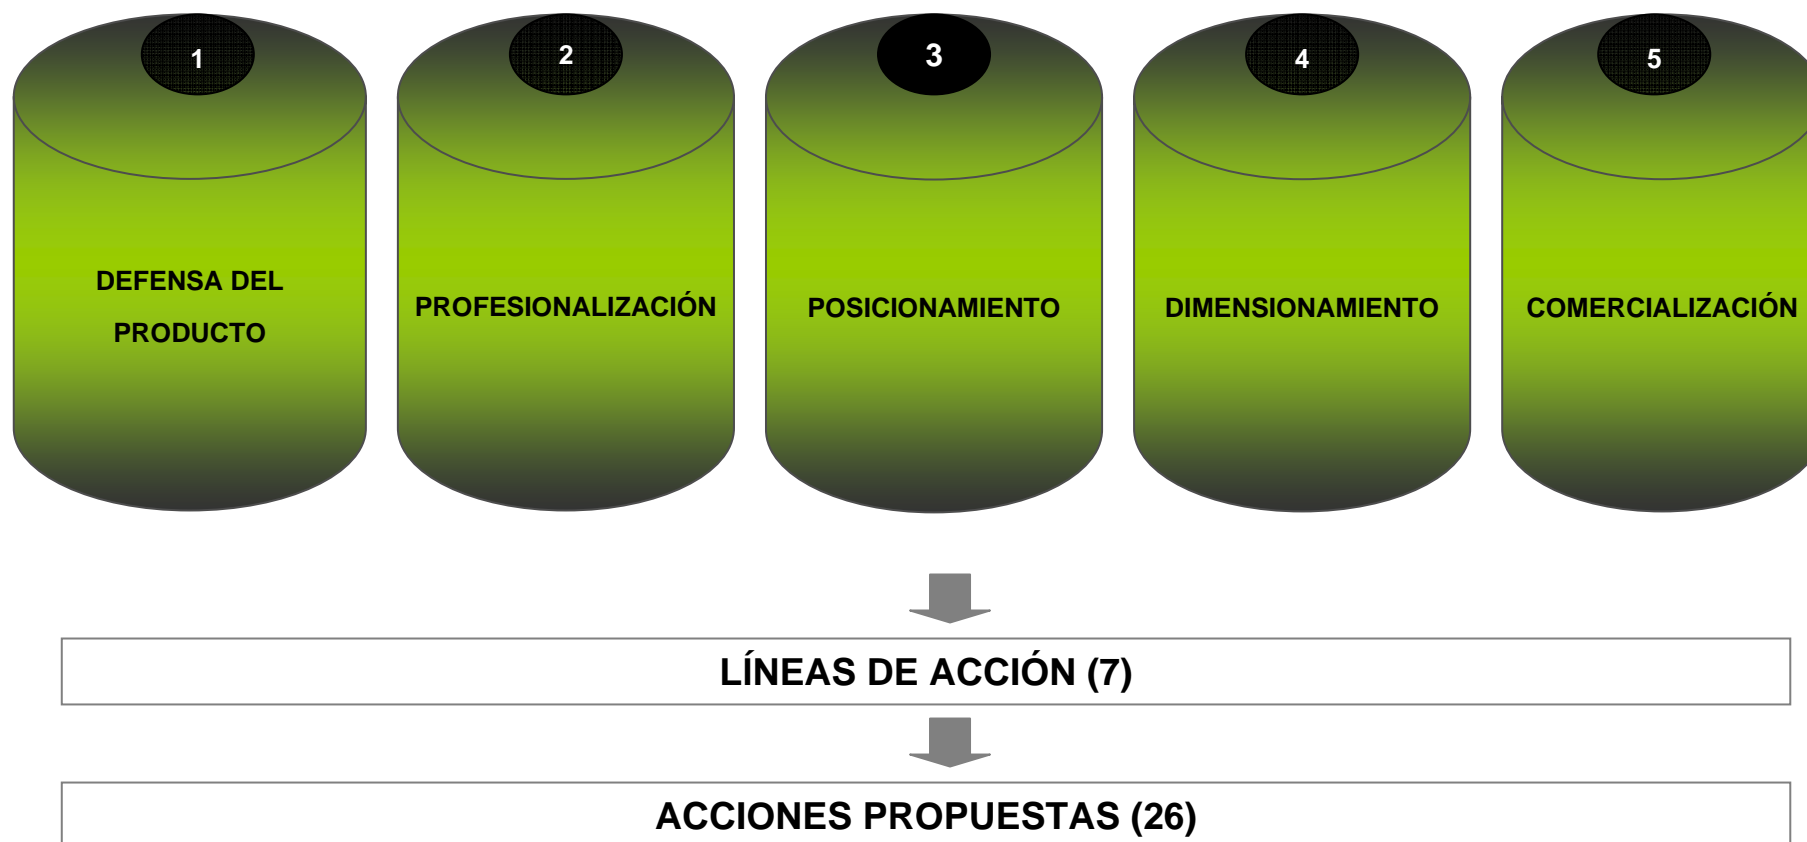 1
2
3
4
5
DEFENSA DEL
PRODUCTO
PROFESIONALIZACIÓN
POSICIONAMIENTO
DIMENSIONAMIENTO
COMERCIALIZACIÓN
LÍNEAS DE ACCIÓN (7)
ACCIONES PROPUESTAS (26)